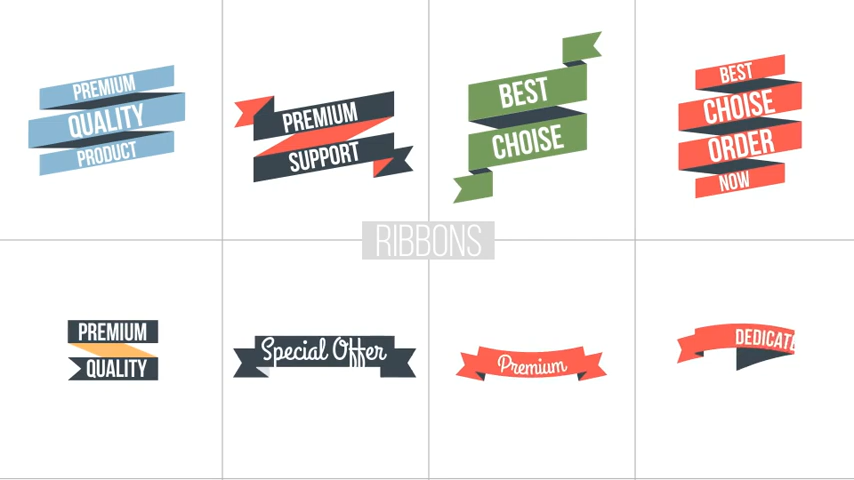 PREMIUM
QUALITY
PRODUCT
PREMIUM
SUPPORT
BEST
CHOISE
BEST
CHOISE
ORDER
NOW
RIBBONS
PREMIUM
QUALITY
Special Offer
Premium
DEDICATE